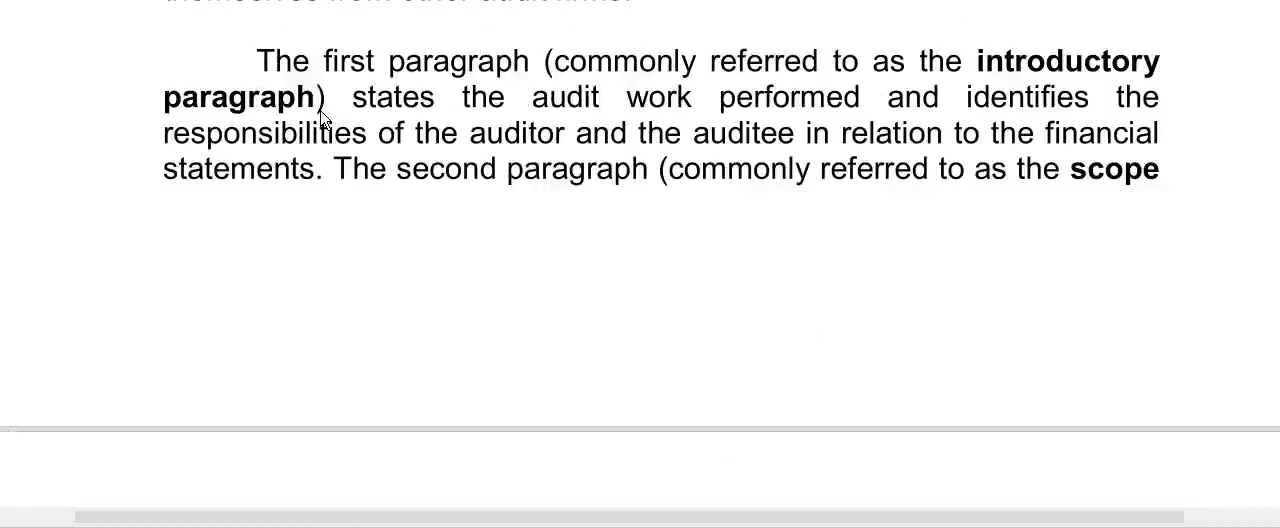 The first paragraph (commonly referred to as the introductory
paragraph) states the audit work performed and identifies the
responsibilities of the auditor and the auditee in relation to the financial
statements. The second paragraph (commonly referred to as the scope